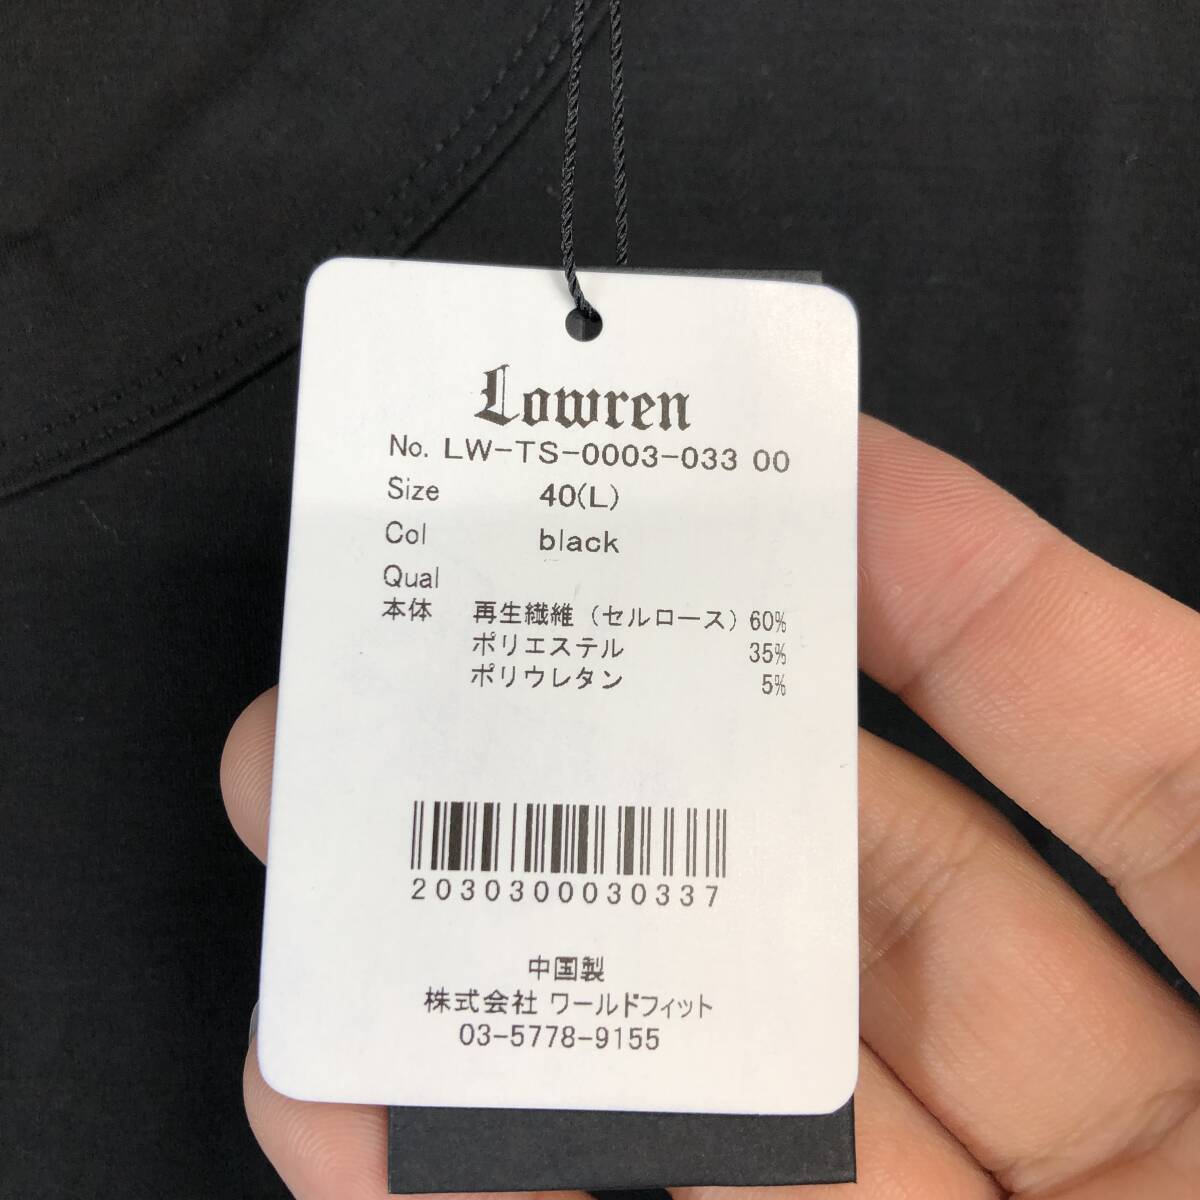 Lowren
No. LW-TS-0003-033 00
Size 40(L)
Col black
Qual
本体 再生繊維(セルロース) 60%
ポリエステル 35%
ポリウレタン 5%
2030300030337
中国製
株式会社 ワールドフィット
03-5778-9155